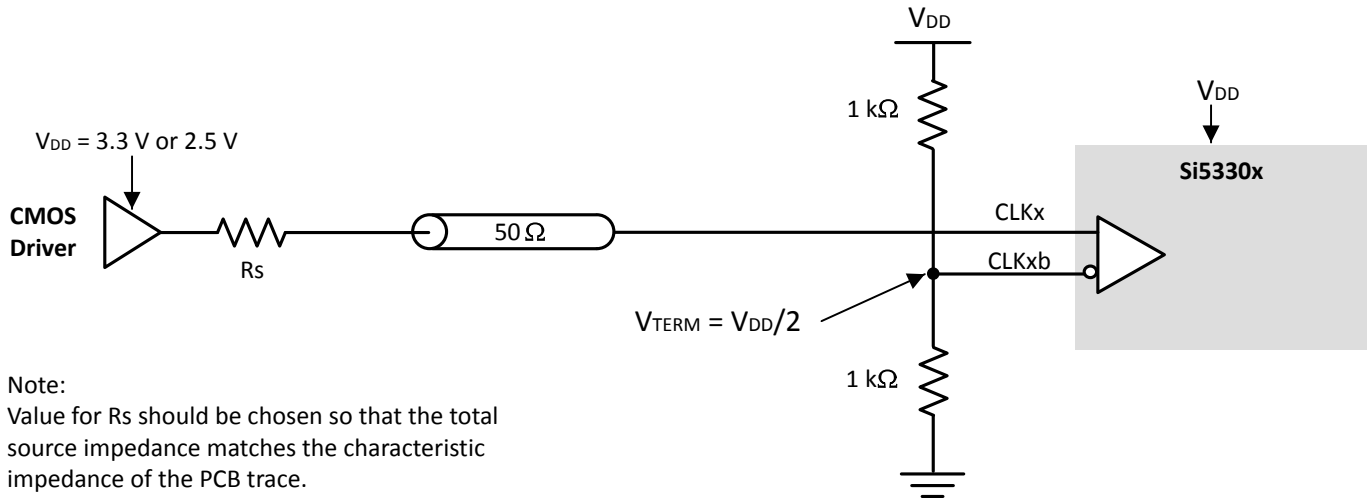 VDD
1 kΩ
VDD
VDD = 3.3 V or 2.5 V
Si5330x
CMOS
Driver
CLKx
50 Ω
Rs
CLKxb
VTERM = VDD/2
1 kΩ
Note:
Value for Rs should be chosen so that the total
source impedance matches the characteristic
impedance of the PCB trace.